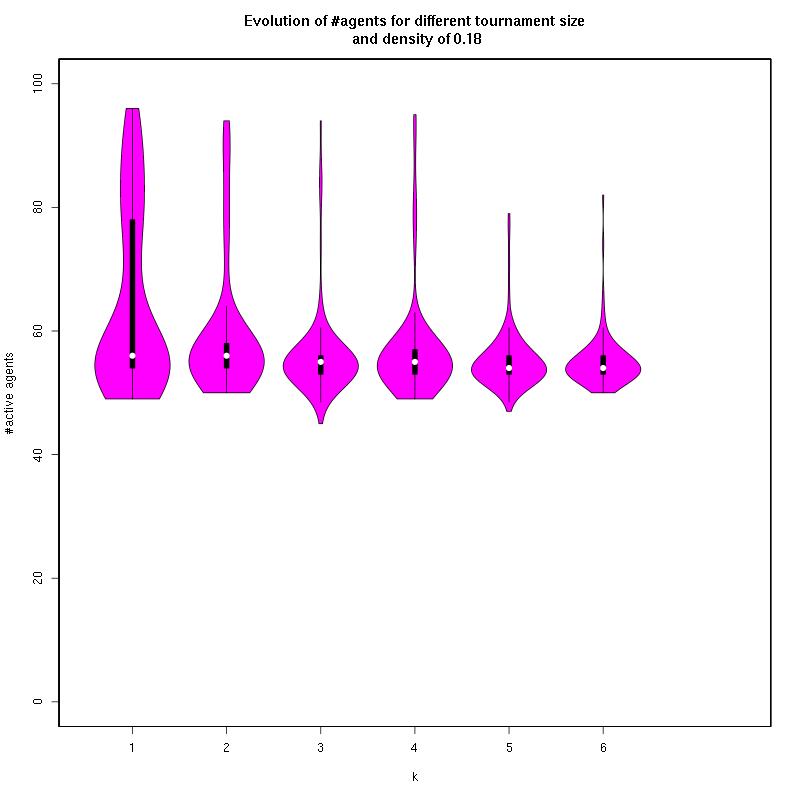 Evolution of #agents for different tournament size
and density of 0.18
#active agents
100
80
60
40
20
0
1 2 3 4 5 6
k